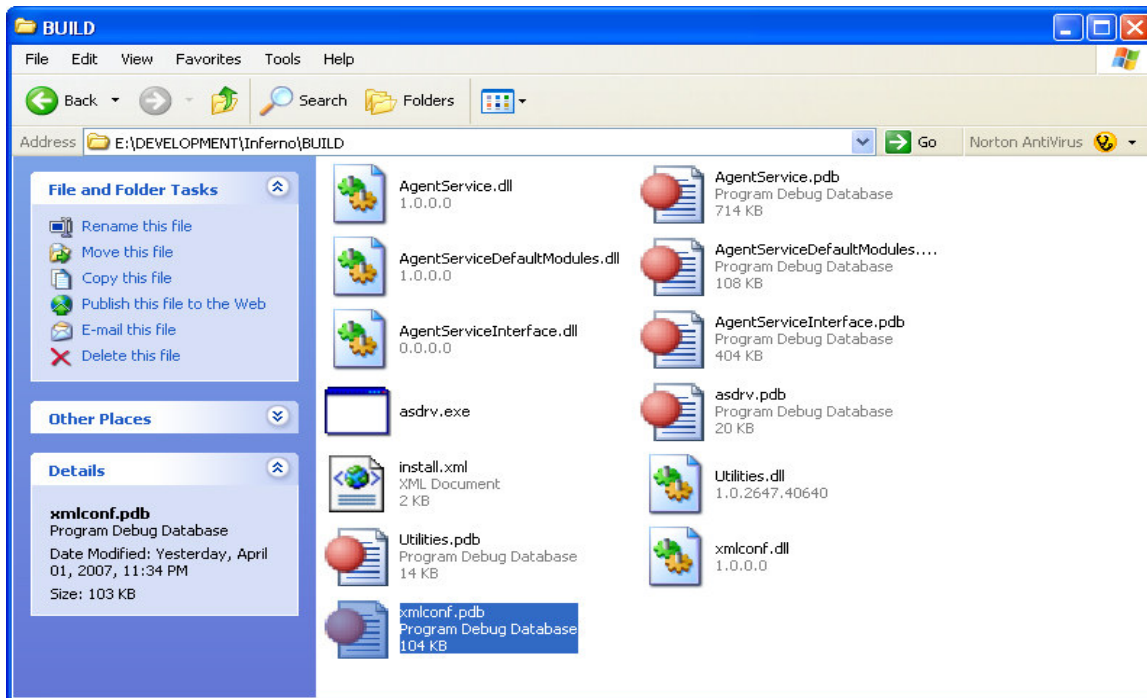 BUILD
File Edit View Favorites Tools Help
Back Search Folders
Address E:\DEVELOPMENT\Inferno\BUILD Go Norton AntiVirus
File and Folder Tasks
Rename this file
Move this file
Copy this file
Publish this file to the Web
E-mail this file
Delete this file
Other Places
Details
xmlconf.pdb
Program Debug Database
Date Modified: Yesterday, April
01, 2007, 11:34 PM
Size: 103 KB
AgentService.dll
1.0.0.0
AgentService.pdb
Program Debug Database
714 KB
AgentServiceDefaultModules.dll
1.0.0.0
AgentServiceDefaultModules....
Program Debug Database
108 KB
AgentServiceInterface.dll
0.0.0.0
AgentServiceInterface.pdb
Program Debug Database
404 KB
asdrv.exe
asdrv.pdb
Program Debug Database
20 KB
install.xml
XML Document
2 KB
Utilities.dll
1.0.2647.40640
Utilities.pdb
Program Debug Database
14 KB
xmlconf.dll
1.0.0.0
xmlconf.pdb
Program Debug Database
104 KB